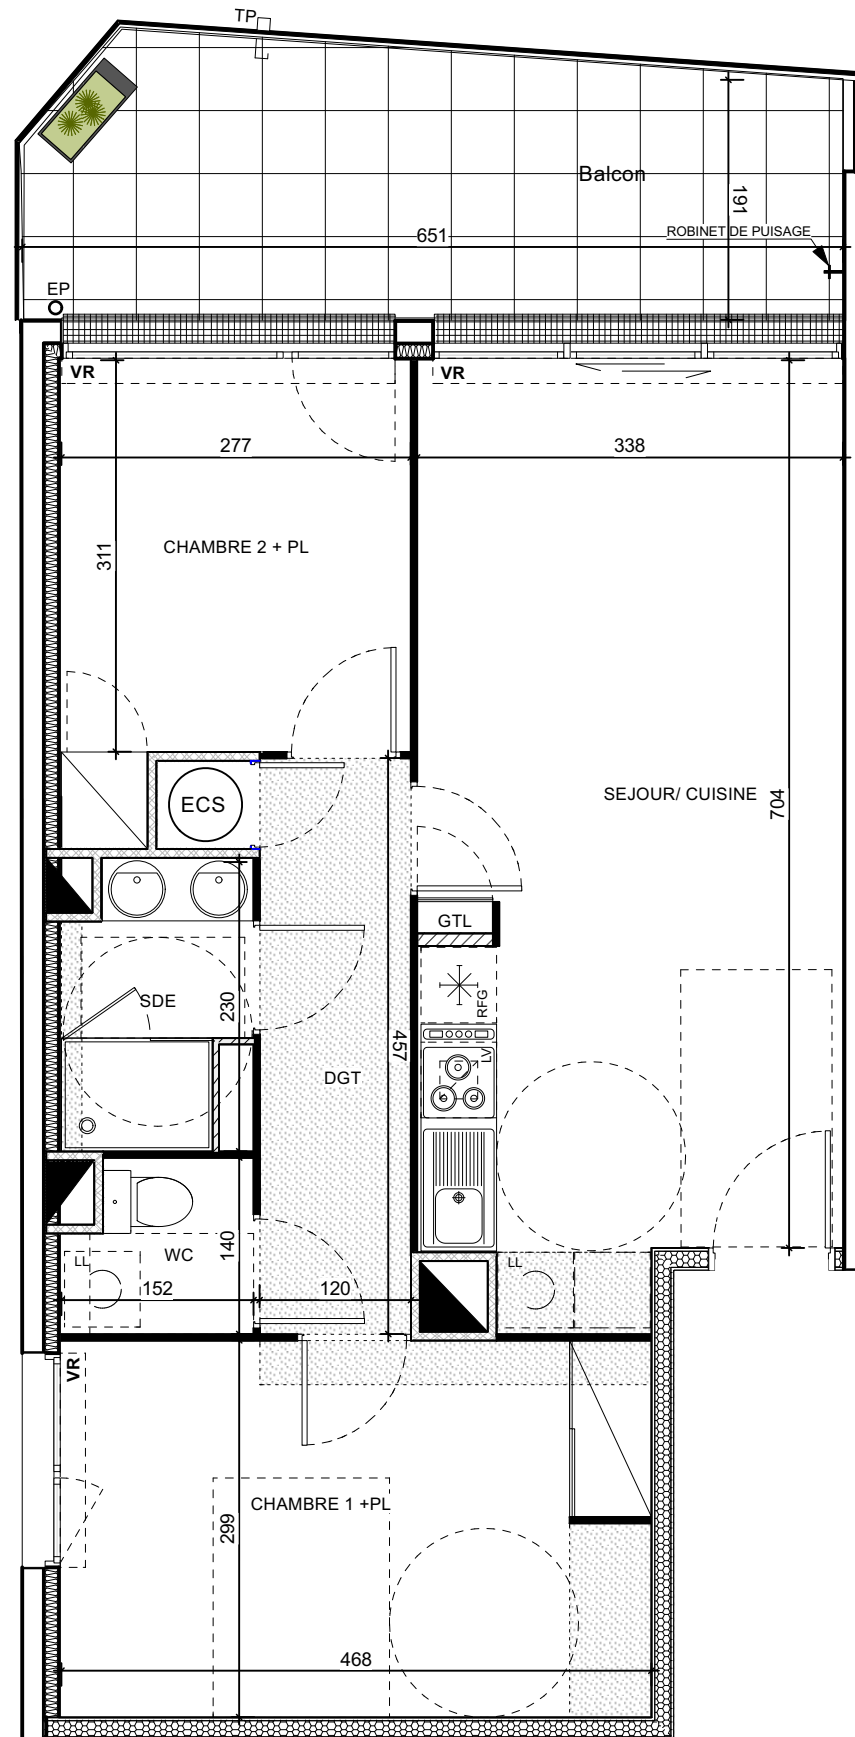 TP
Balcon
191
651
ROBINET DE PUISAGE
EP
VR
VR
277
338
311
CHAMBRE 2 + PL
SEJOUR/ CUISINE
704
ECS
GTL
SDE
230
RFG
457
LV
DGT
140
WC
LL
LL
152
120
VR
CHAMBRE 1 +PL
299
468